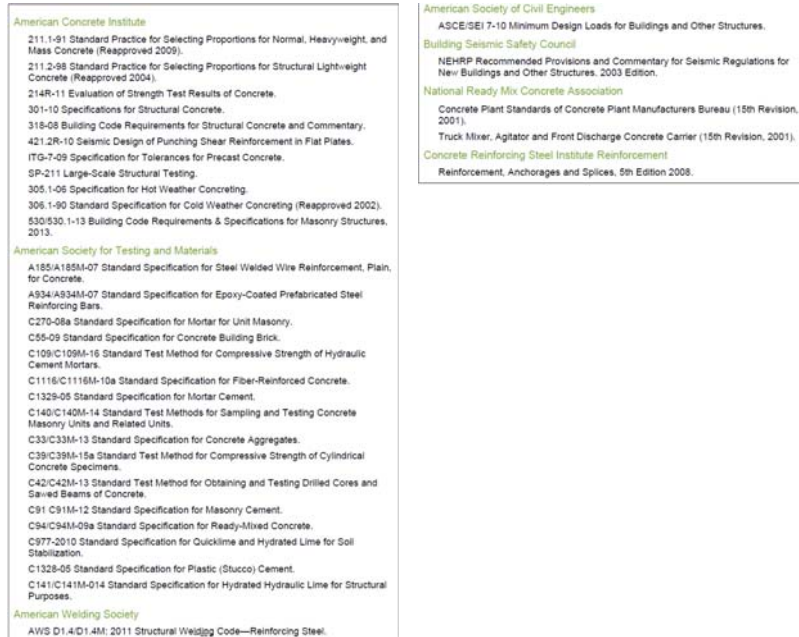 American Concrete Institute
211.1-91 Standard Practice for Selecting Proportions for Normal, Heavyweight, and
Mass Concrete (Reapproved 2009).
211.2-98 Standard Practice for Selecting Proportions for Structural Lightweight
Concrete (Reapproved 2004).
214R-11 Evaluation of Strength Test Results of Concrete.
301-10 Specifications for Structural Concrete.
318-08 Building Code Requirements for Structural Concrete and Commentary.
421.2R-10 Seismic Design of Punching Shear Reinforcement in Flat Plates.
ITG-7-09 Specification for Tolerances for Precast Concrete.
SP-211 Large-Scale Structural Testing.
305.1-06 Specification for Hot Weather Concreting.
306.1-90 Standard Specification for Cold Weather Concreting (Reapproved 2002).
530/530.1-13 Building Code Requirements & Specifications for Masonry Structures,
2013.
American Society for Testing and Materials
A185/A185M-07 Standard Specification for Steel Welded Wire Reinforcement, Plain,
for Concrete.
A934/A934M-07 Standard Specification for Epoxy-Coated Prefabricated Steel
Reinforcing Bars.
C270-08a Standard Specification for Mortar for Unit Masonry.
C55-09 Standard Specification for Concrete Building Brick.
C109/C109M-16 Standard Test Method for Compressive Strength of Hydraulic
Cement Mortars.
C1116/C1116M-10a Standard Specification for Fiber-Reinforced Concrete.
C1329-05 Standard Specification for Mortar Cement.
C140/C140M-14 Standard Test Methods for Sampling and Testing Concrete
Masonry Units and Related Units.
C33/C33M-13 Standard Specification for Concrete Aggregates.
C39/C39M-15a Standard Test Method for Compressive Strength of Cylindrical
Concrete Specimens.
C42/C42M-13 Standard Test Method for Obtaining and Testing Drilled Cores and
Sawed Beams of Concrete.
C91 C91M-12 Standard Specification for Masonry Cement.
C94/C94M-09a Standard Specification for Ready-Mixed Concrete.
C977-2010 Standard Specification for Quicklime and Hydrated Lime for Soil
Stabilization.
C1328-05 Standard Specification for Plastic (Stucco) Cement.
C141/C141M-014 Standard Specification for Hydrated Hydraulic Lime for Structural
Purposes.
American Welding Society
AWS D1.4/D1.4M: 2011 Structural Welding Code—Reinforcing Steel.
American Society of Civil Engineers
ASCE/SEI 7-10 Minimum Design Loads for Buildings and Other Structures.
Building Seismic Safety Council
NEHRP Recommended Provisions and Commentary for Seismic Regulations for
New Buildings and Other Structures. 2003 Edition.
National Ready Mix Concrete Association
Concrete Plant Standards of Concrete Plant Manufacturers Bureau (15th Revision,
2001).
Truck Mixer, Agitator and Front Discharge Concrete Carrier (15th Revision, 2001).
Concrete Reinforcing Steel Institute Reinforcement
Reinforcement, Anchorages and Splices, 5th Edition 2008.